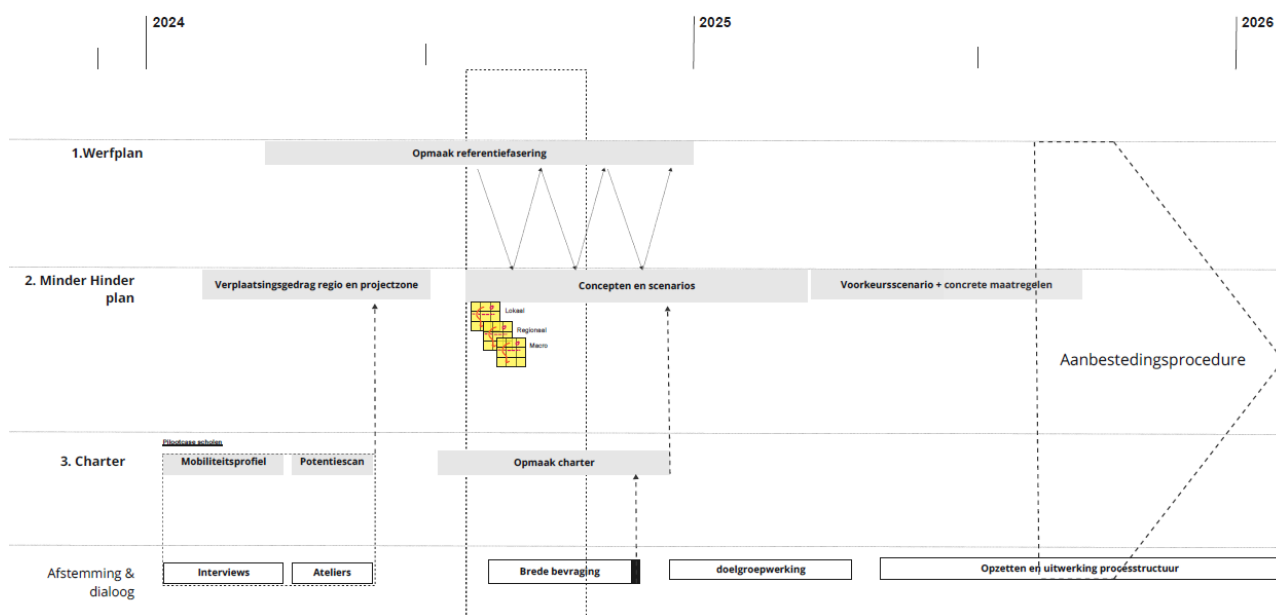 2024
2025
2026
1.Werfplan
Opmaak referentiefasering
2. Minder Hinder
plan
Verplaatsingsgedrag regio en projectzone
Concepten en scenarios
Voorkeursscenario + concrete maatregelen
Lokaal
Regionaal
Macro
Aanbestedingsprocedure
Pilootcase scholen
3. Charter
Mobiliteitsprofiel
Potentiescan
Opmaak charter
Afstemming &
dialoog
Interviews
Ateliers
Brede bevraging
doelgroepwerking
Opzetten en uitwerking processtructuur